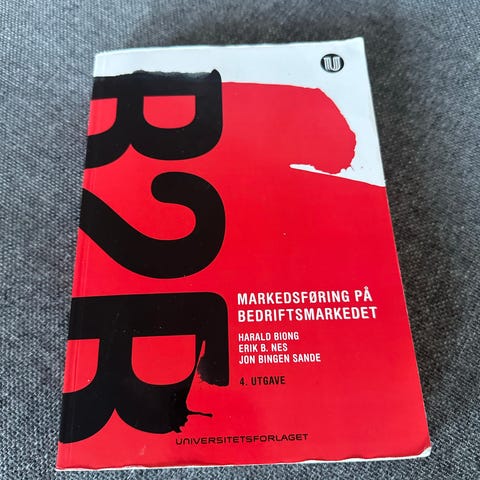 B2B
MARKEDSFØRING PÅ
BEDRIFTSMARKEDET
HARALD BIONG
ERIK B. NES
JON BINGEN SANDE
4. UTGAVE
UNIVERSITETSFORLAGET